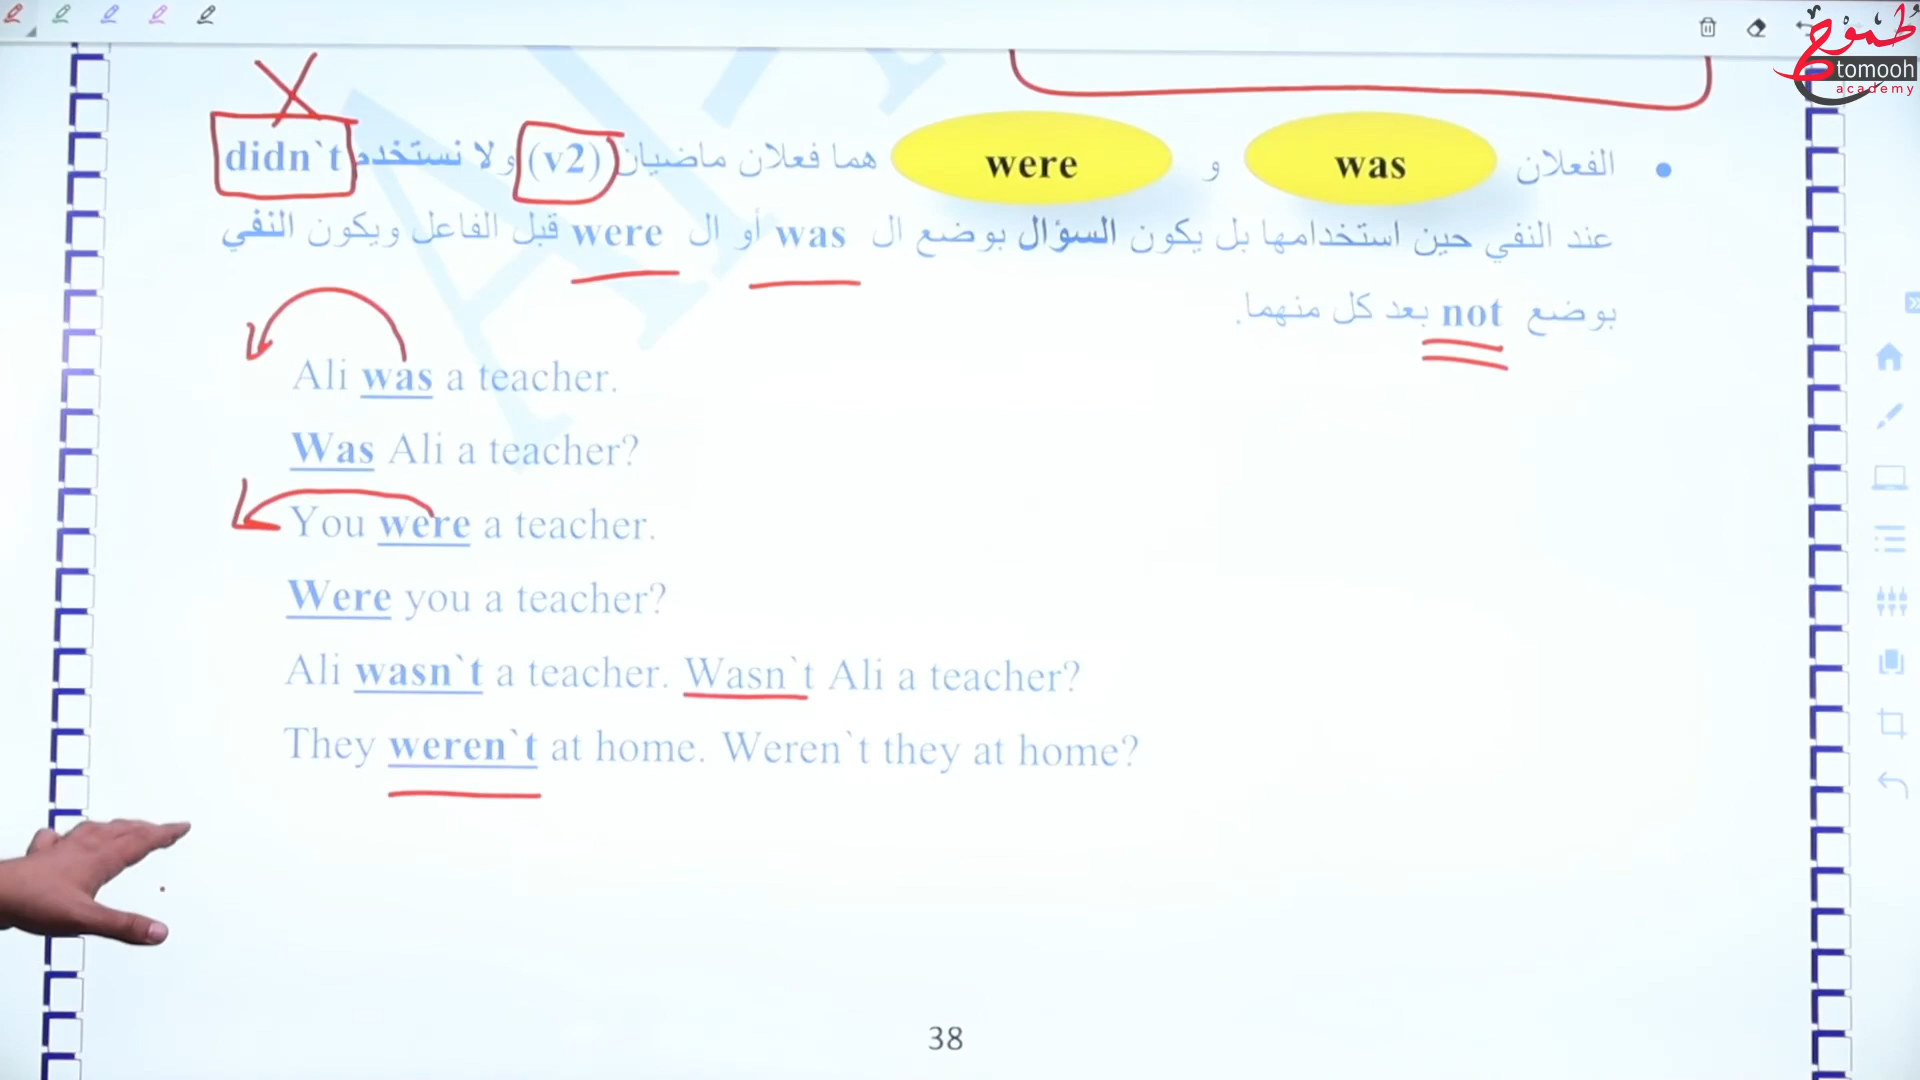 طموح
tomooh
academy
الفعلان was و were هما فعلان ماضيان (v2) ولا نستخدم didn`t
عند النفي حين استخدامها بل يكون السؤال بوضع ال was أو ال were قبل الفاعل ويكون النفي
بوضع not بعد كل منهما.
Ali was a teacher.
Was Ali a teacher?
You were a teacher.
Were you a teacher?
Ali wasn`t a teacher. Wasn`t Ali a teacher?
They weren`t at home. Weren`t they at home?
38